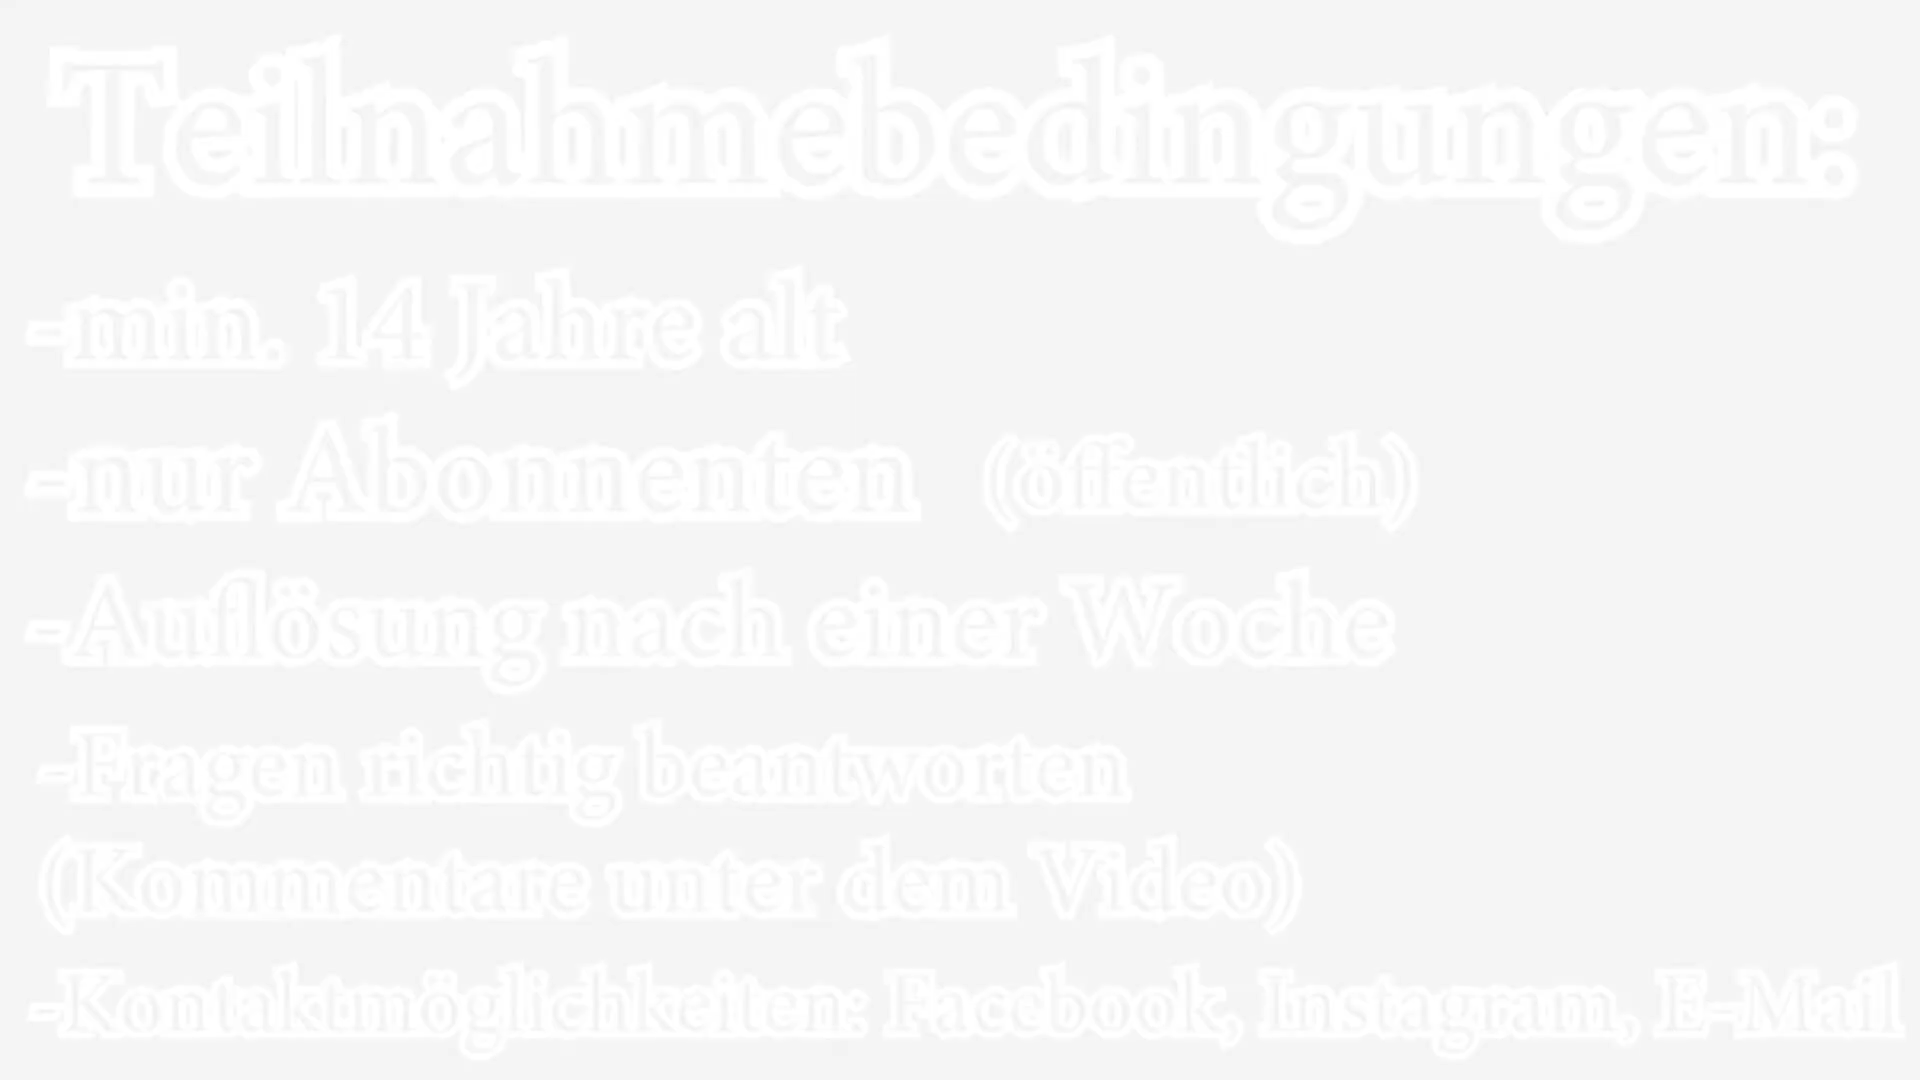 Teilnahmebedingungen:
-min. 14 Jahre alt
-nur Abonnenten (öffentlich)
-Auflösung nach einer Woche
-Fragen richtig beantworten
(Kommentare unter dem Video)
-Kontaktmöglichkeiten: Facebook, Instagram, E-Mail